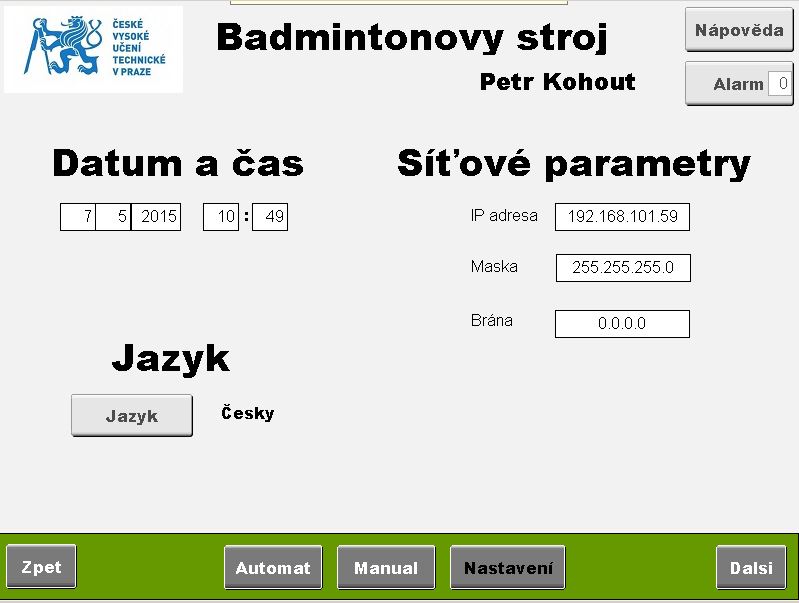 ČESKÉ
VYSOKÉ
UČENÍ
TECHNICKÉ
V PRAZE
Badmintonovy stroj
Petr Kohout
Nápověda
Alarm 0
Datum a čas
7 5 2015 10 : 49
Síťové parametry
IP adresa 192.168.101.59
Maska 255.255.255.0
Brána 0.0.0.0
Jazyk
Jazyk Česky
Zpet Automat Manual Nastavení Dalsi